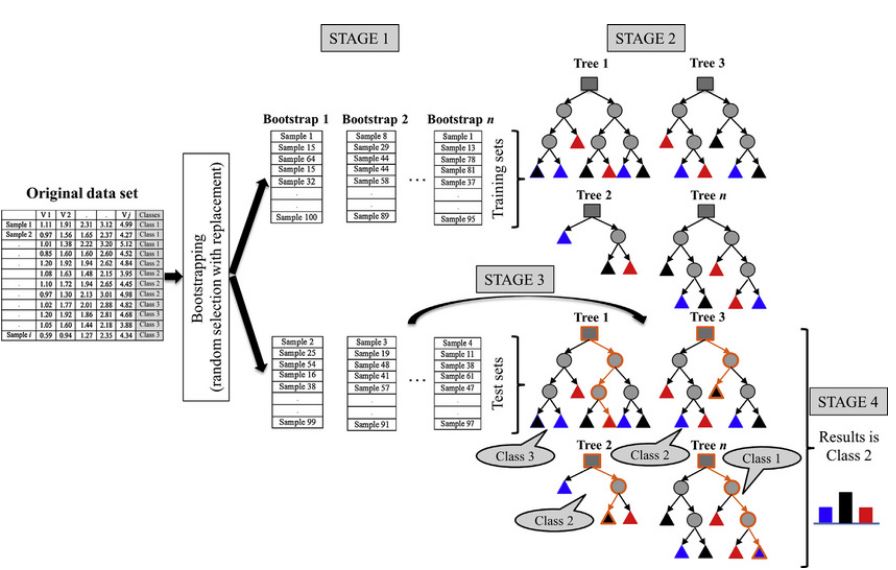 STAGE 1
STAGE 2
Tree 1
Tree 3
Bootstrap 1
Bootstrap 2
Bootstrap n
Sample 1
Sample 15
Sample 64
Sample 15
Sample 32
.
.
Sample 100
Sample 8
Sample 29
Sample 44
Sample 44
Sample 58
.
.
Sample 89
...
Sample 1
Sample 13
Sample 78
Sample 81
Sample 37
.
.
Sample 95
Training sets
Tree 2
Tree n
Original data set
V 1 V 2 . . V j Classes
Sample 1 1.11 1.91 2.31 3.12 4.99 Class 1
Sample 2 0.97 1.56 1.65 2.37 4.27 Class 1
. 1.01 1.38 2.22 3.20 5.12 Class 1
. 0.85 1.60 1.60 2.60 4.52 Class 1
. 1.20 1.92 1.94 2.62 4.84 Class 2
. 1.08 1.63 1.48 2.15 3.95 Class 2
. 1.10 1.72 1.94 2.65 4.45 Class 2
. 0.97 1.30 2.13 3.01 4.98 Class 2
. 1.02 1.77 2.01 2.88 4.82 Class 3
. 1.20 1.92 1.86 2.81 4.68 Class 3
. 1.05 1.60 1.44 2.18 3.88 Class 3
Sample i 0.59 0.94 1.27 2.35 4.34 Class 3
Bootstrapping
(random selection with replacement)
STAGE 3
Sample 2
Sample 25
Sample 54
Sample 16
Sample 38
.
.
Sample 99
Sample 3
Sample 19
Sample 48
Sample 41
Sample 57
.
.
Sample 91
...
Sample 4
Sample 11
Sample 38
Sample 61
Sample 47
.
.
Sample 97
Test sets
Tree 1
Tree 3
Class 3
Class 2
Tree 2
Tree n
Class 1
Class 2
STAGE 4
Results is
Class 2